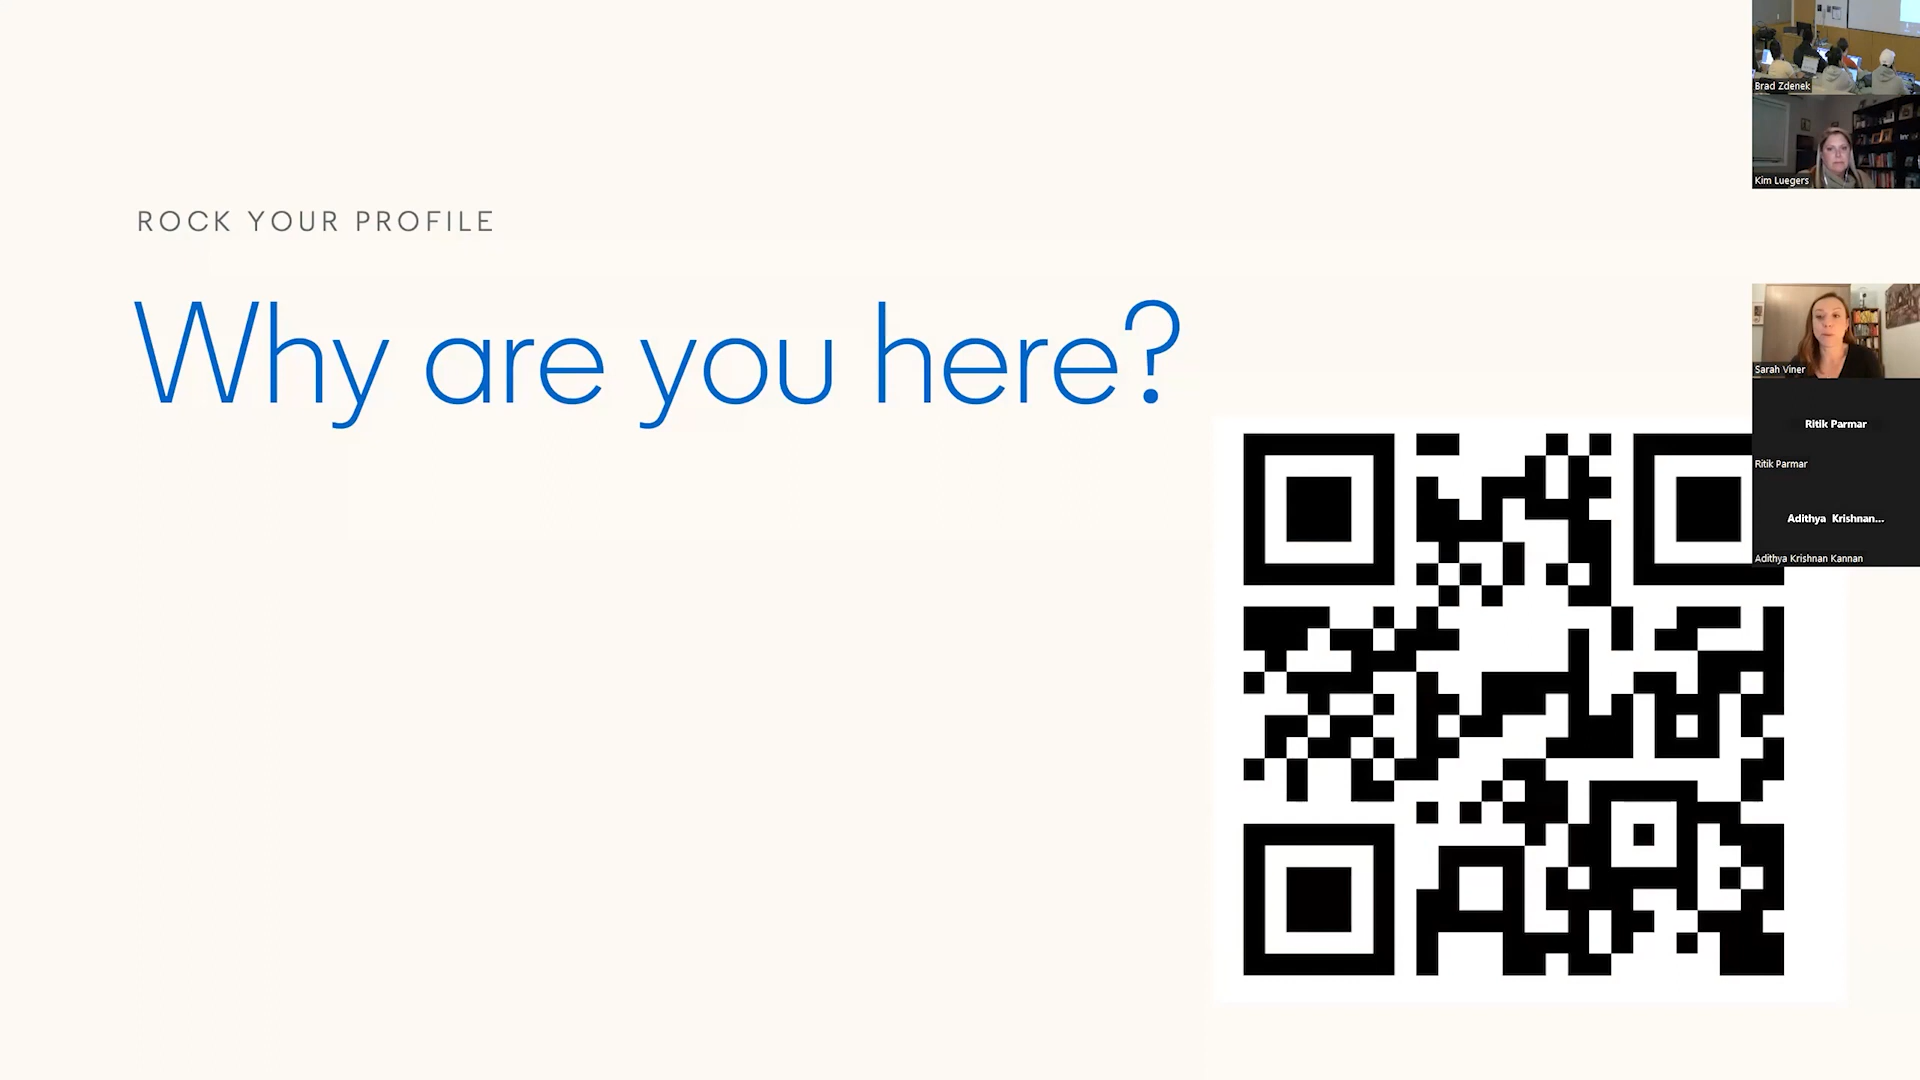 ROCK YOUR PROFILE
Why are you here?
Brad Zdenek
Kim Luegers
Sarah Viner
Ritik Parmar
Ritik Parmar
Adithya Krishnan...
Adithya Krishnan Kannan